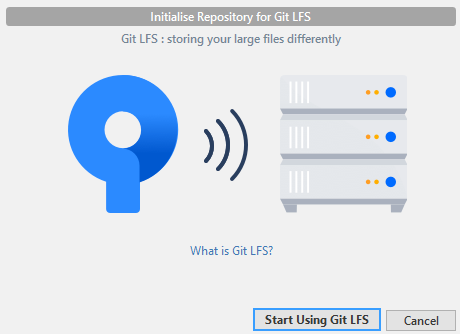 Initialise Repository for Git LFS
Git LFS : storing your large files differently
What is Git LFS?
Start Using Git LFS
Cancel